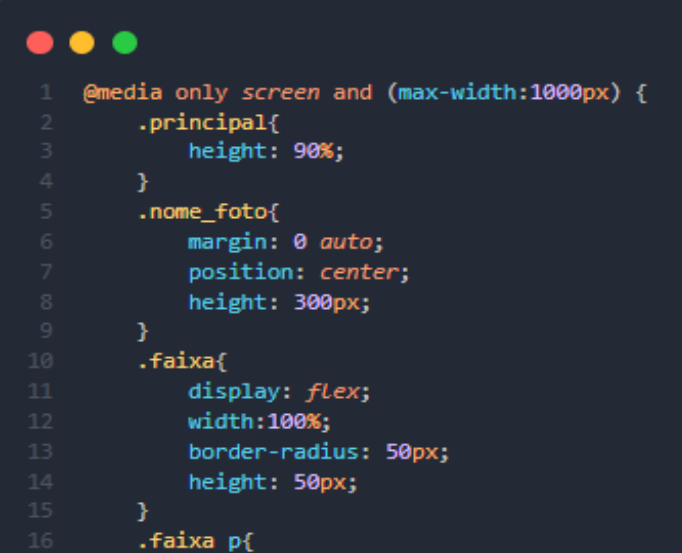 1 @media only screen and (max-width:1000px) {
2 .principal{
3 height: 90%;
4 }
5 .nome_foto{
6 margin: 0 auto;
7 position: center;
8 height: 300px;
9 }
10 .faixa{
11 display: flex;
12 width:100%;
13 border-radius: 50px;
14 height: 50px;
15 }
16 .faixa p{